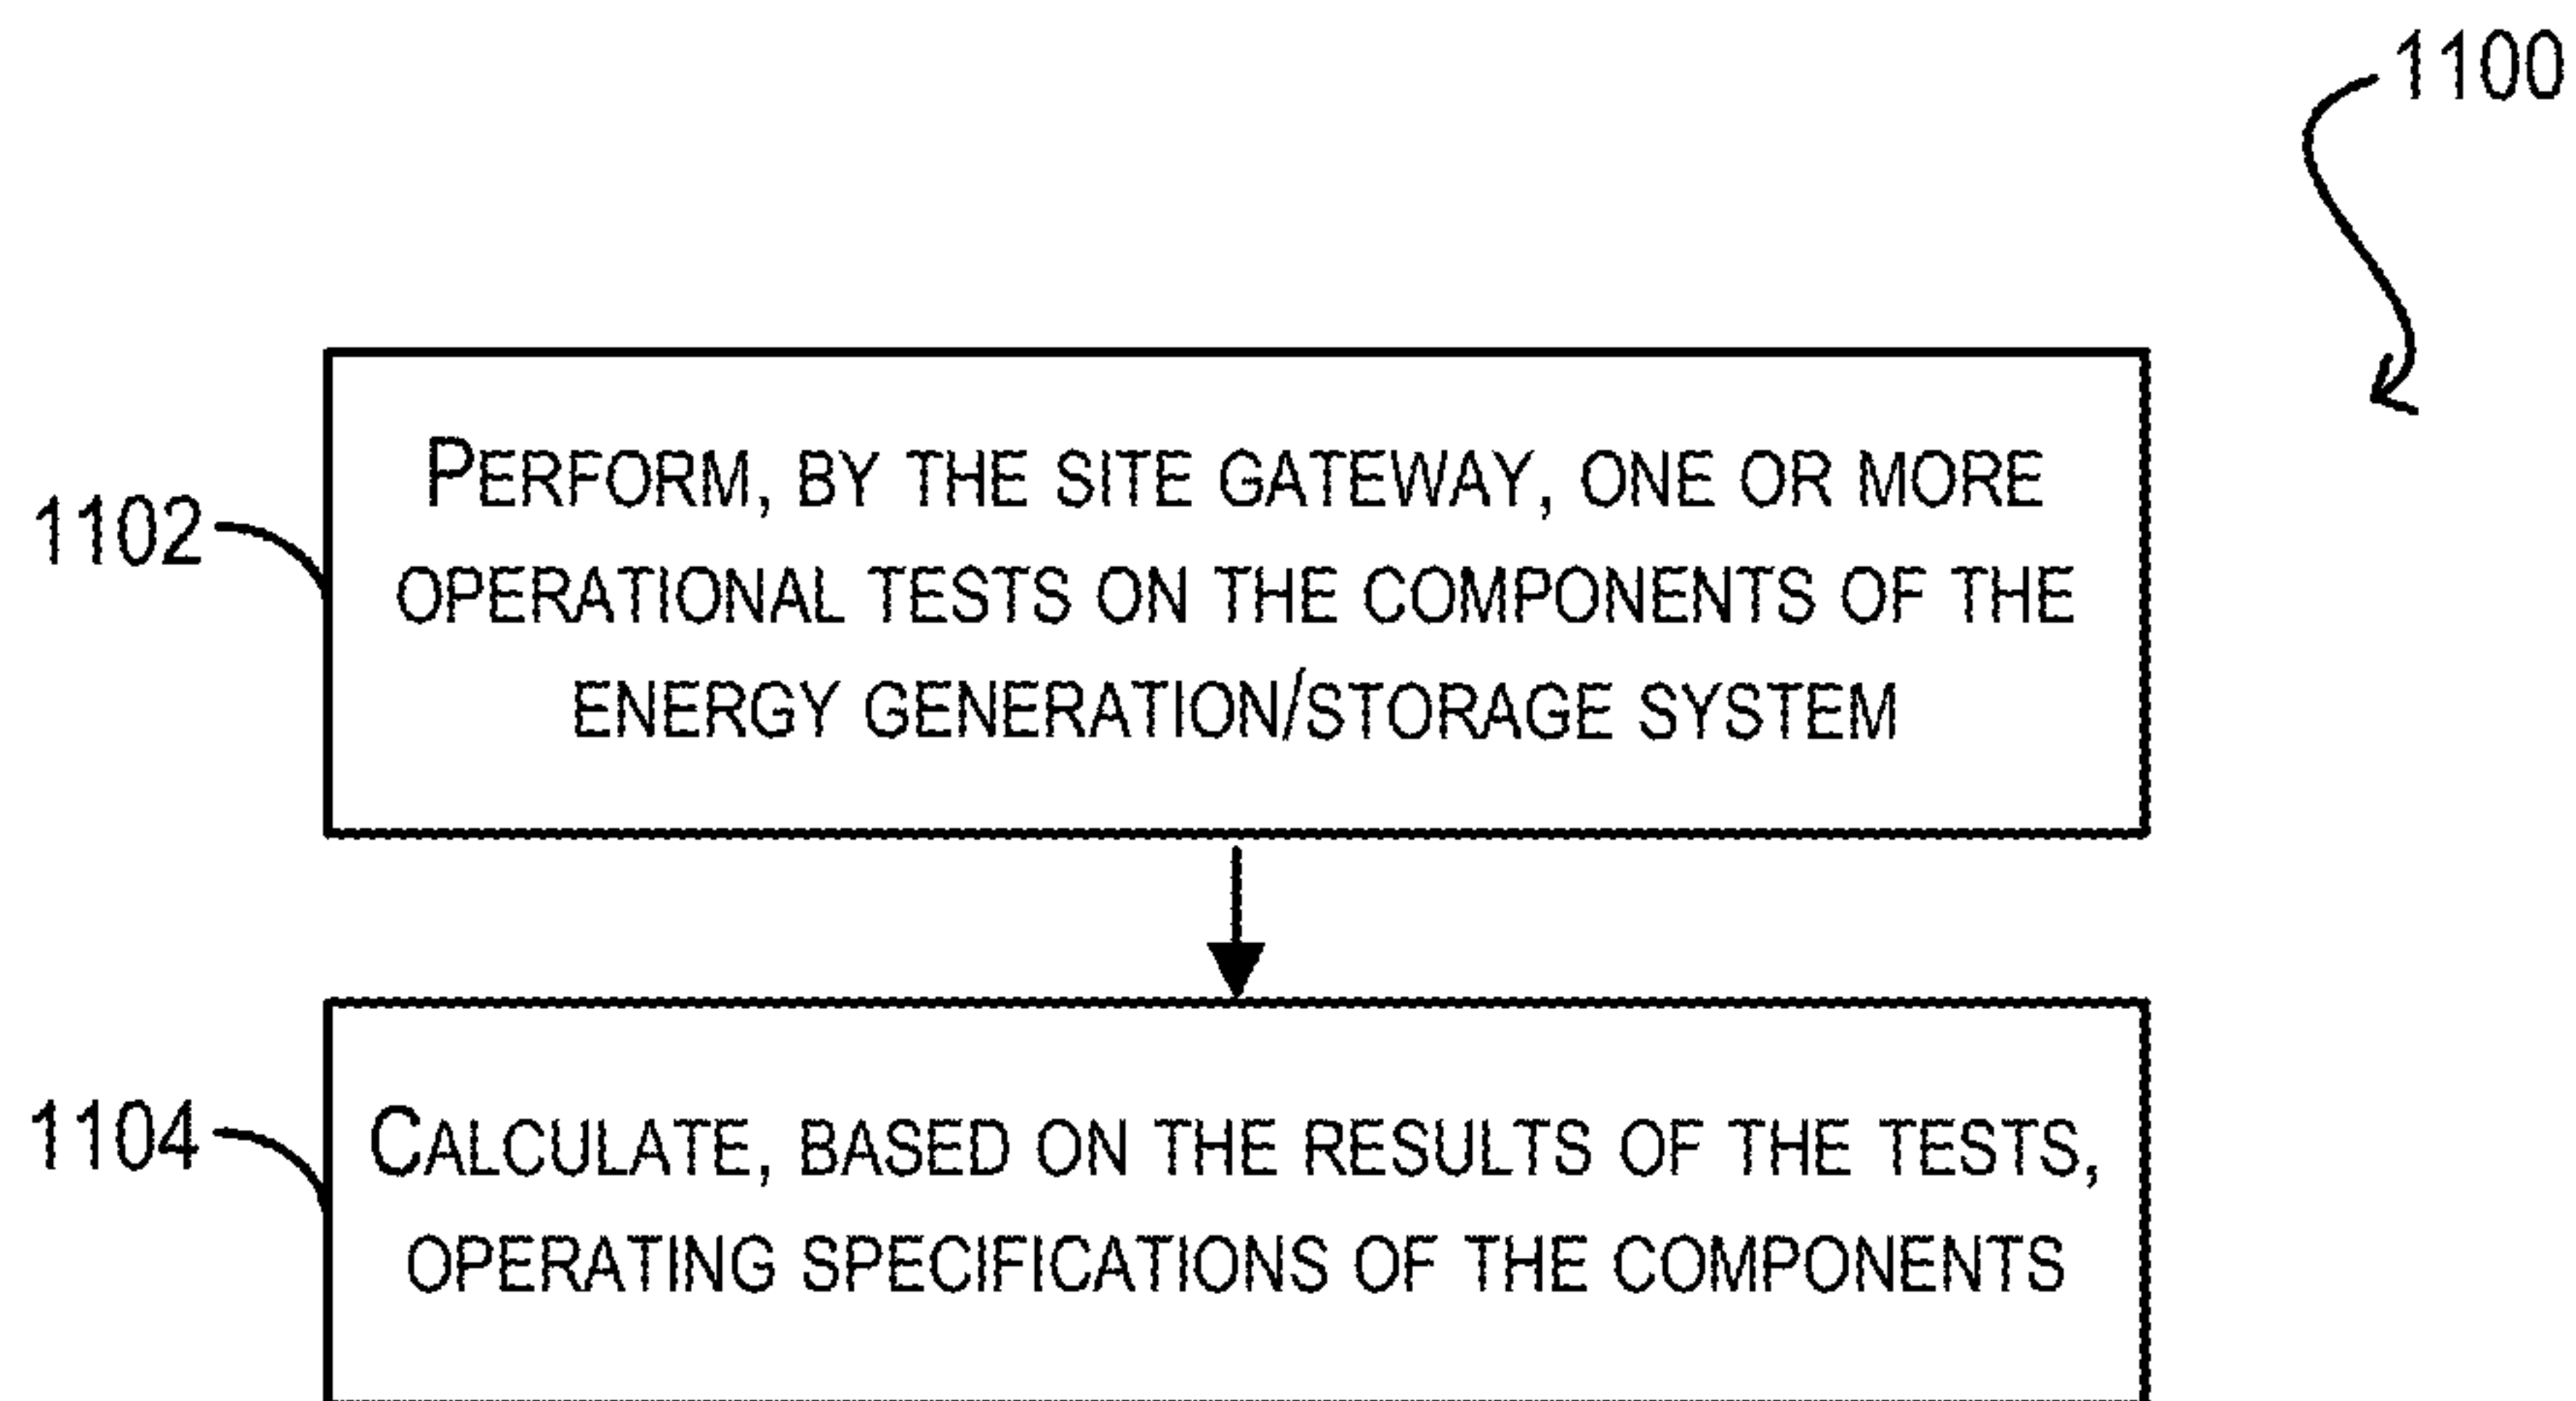 1100
1102
PERFORM, BY THE SITE GATEWAY, ONE OR MORE
OPERATIONAL TESTS ON THE COMPONENTS OF THE
ENERGY GENERATION/STORAGE SYSTEM
1104
CALCULATE, BASED ON THE RESULTS OF THE TESTS,
OPERATING SPECIFICATIONS OF THE COMPONENTS